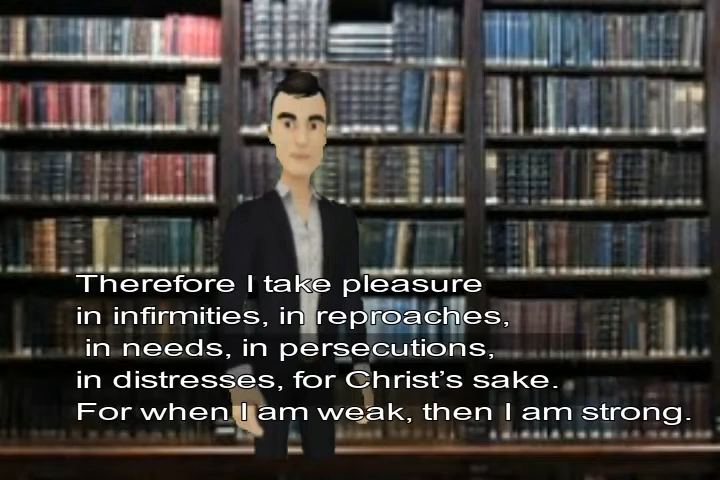 Therefore I take pleasure
in infirmities, in reproaches,
in needs, in persecutions,
in distresses, for Christ’s sake.
For when I am weak, then I am strong.